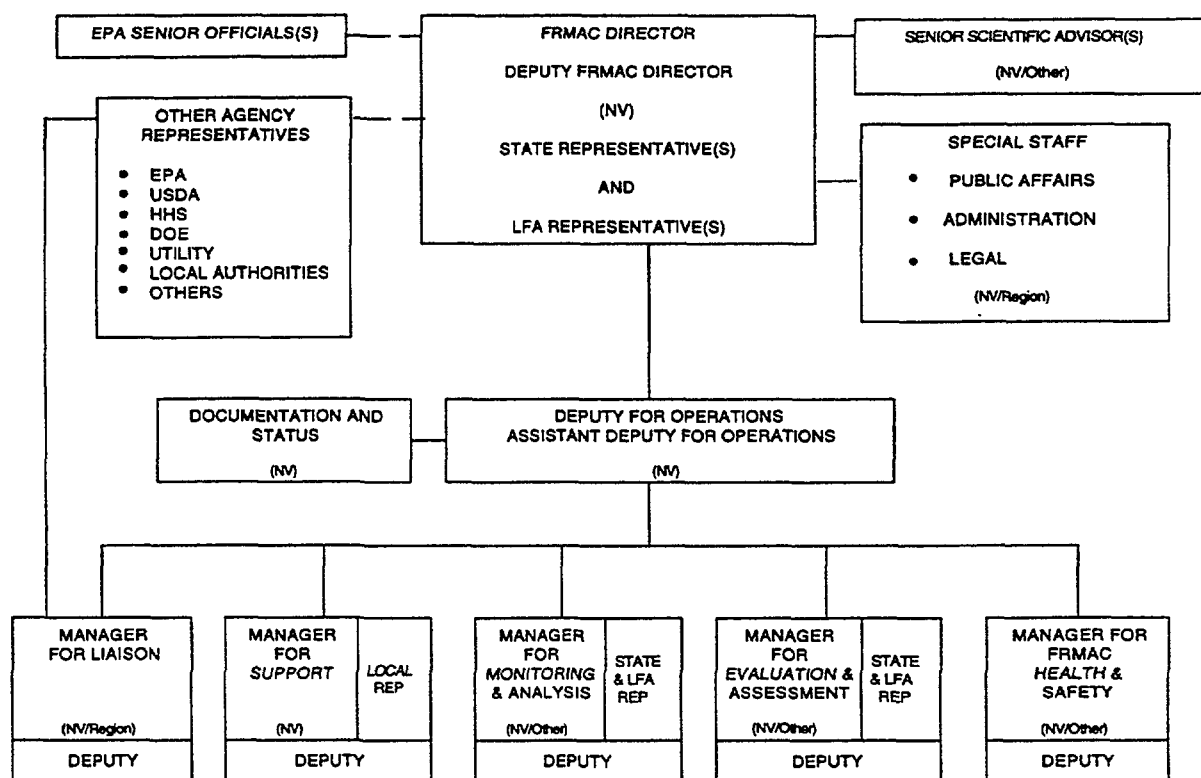 EPA SENIOR OFFICIALS(S)
FRMAC DIRECTOR
DEPUTY FRMAC DIRECTOR
(NV)
STATE REPRESENTATIVE(S)
AND
LFA REPRESENTATIVE(S)
SENIOR SCIENTIFIC ADVISOR(S)
(NV/Other)
OTHER AGENCY
REPRESENTATIVES
• EPA
• USDA
• HHS
• DOE
• UTILITY
• LOCAL AUTHORITIES
• OTHERS
SPECIAL STAFF
• PUBLIC AFFAIRS
• ADMINISTRATION
• LEGAL
(NV/Region)
DOCUMENTATION AND
STATUS
(NV)
DEPUTY FOR OPERATIONS
ASSISTANT DEPUTY FOR OPERATIONS
(NV)
MANAGER
FOR LIAISON
(NV/Region)
DEPUTY
MANAGER
FOR
SUPPORT
(NV)
LOCAL
REP
DEPUTY
MANAGER
FOR
MONITORING
& ANALYSIS
(NV/Other)
STATE
& LFA
REP
DEPUTY
MANAGER
FOR
EVALUATION &
ASSESSMENT
(NV/Other)
STATE
& LFA
REP
DEPUTY
MANAGER FOR
FRMAC
HEALTH &
SAFETY
(NV/Other)
DEPUTY